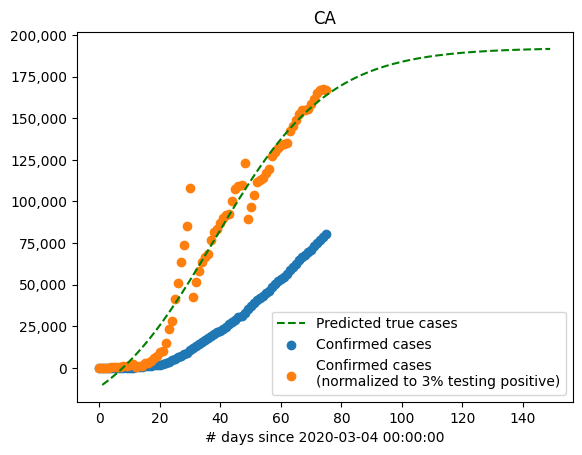 CA
200,000
175,000
150,000
125,000
100,000
75,000
50,000
25,000
0
Predicted true cases
Confirmed cases
Confirmed cases
(normalized to 3% testing positive)
0 20 40 60 80 100 120 140
# days since 2020-03-04 00:00:00